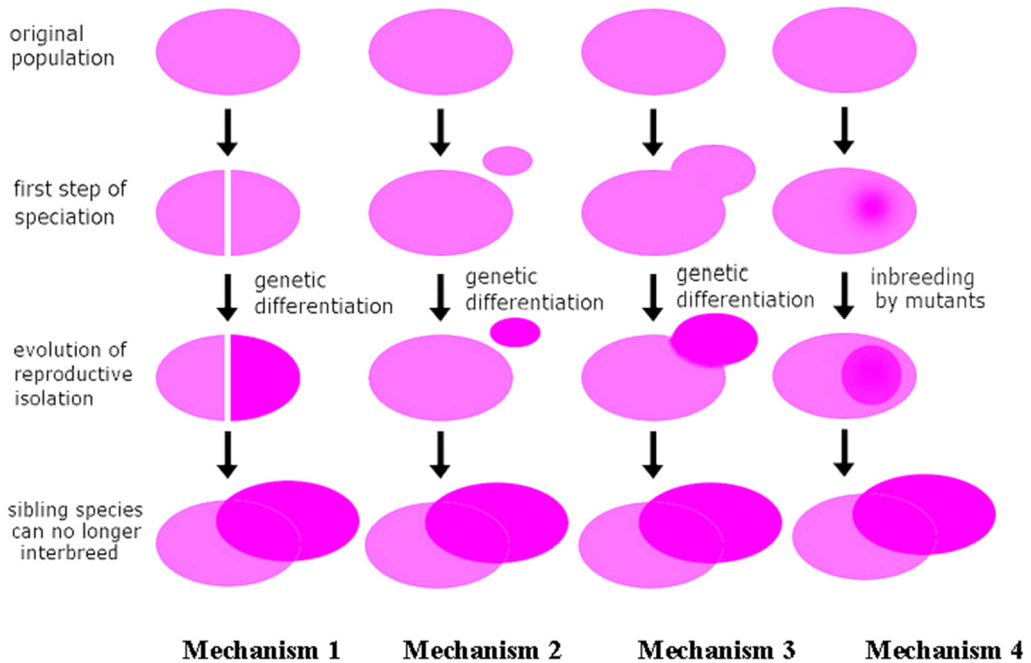 original
population
first step of
speciation
genetic
differentiation
genetic
differentiation
genetic
differentiation
inbreeding
by mutants
evolution of
reproductive
isolation
sibling species
can no longer
interbreed
Mechanism 1
Mechanism 2
Mechanism 3
Mechanism 4